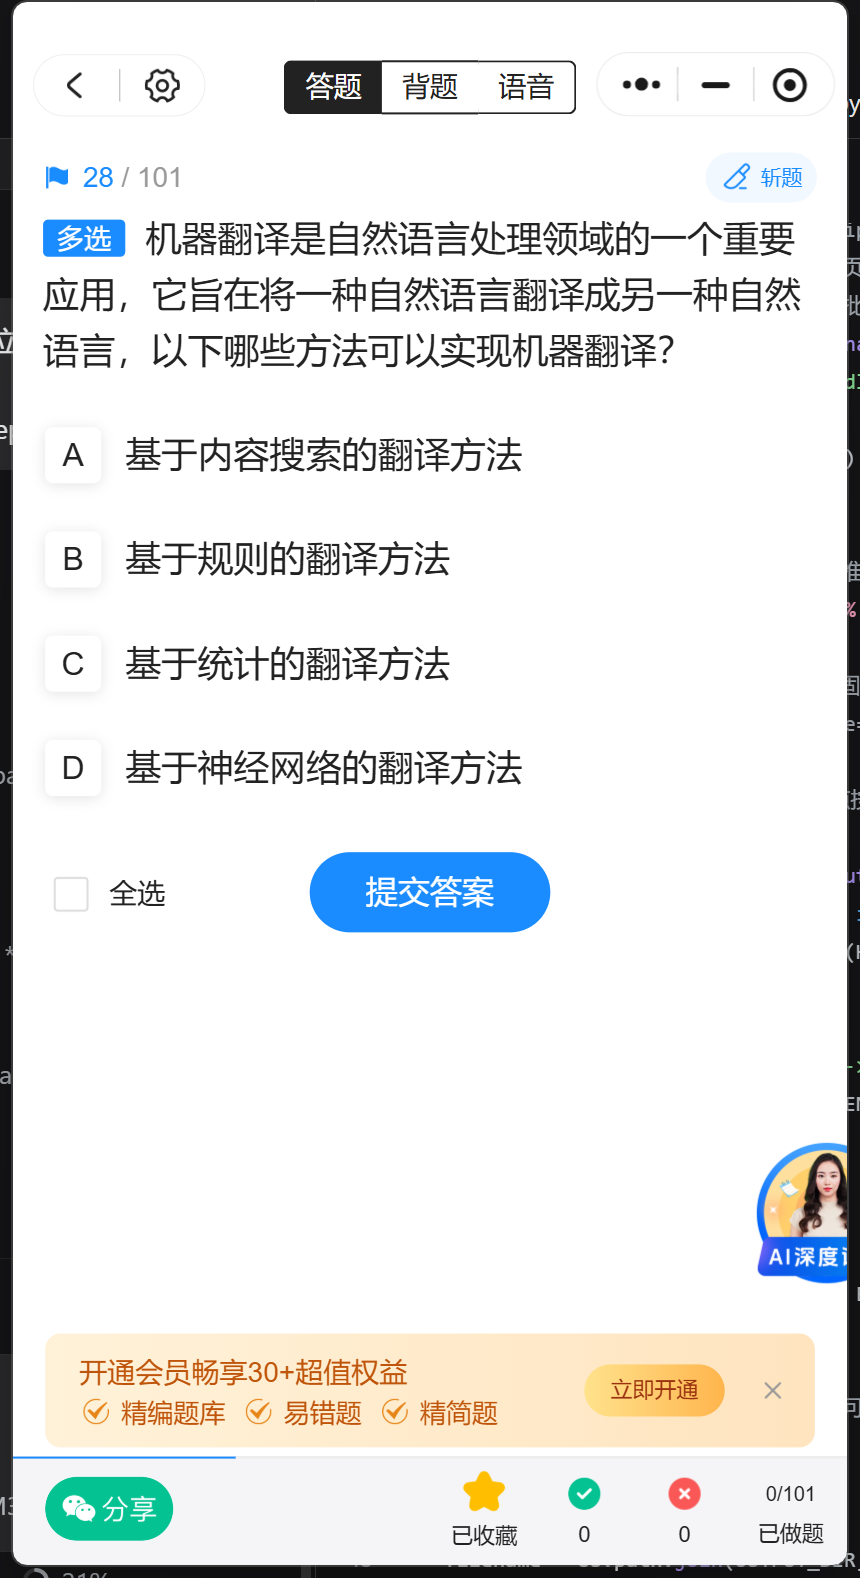 答题 背题 语音
28 / 101
斩题
多选 机器翻译是自然语言处理领域的一个重要
应用，它旨在将一种自然语言翻译成另一种自然
语言，以下哪些方法可以实现机器翻译？
A 基于内容搜索的翻译方法
B 基于规则的翻译方法
C 基于统计的翻译方法
D 基于神经网络的翻译方法
全选 提交答案
AI深度
开通会员畅享30+超值权益
精编题库 易错题 精简题
立即开通
分享
已收藏
0
0
0/101
已做题